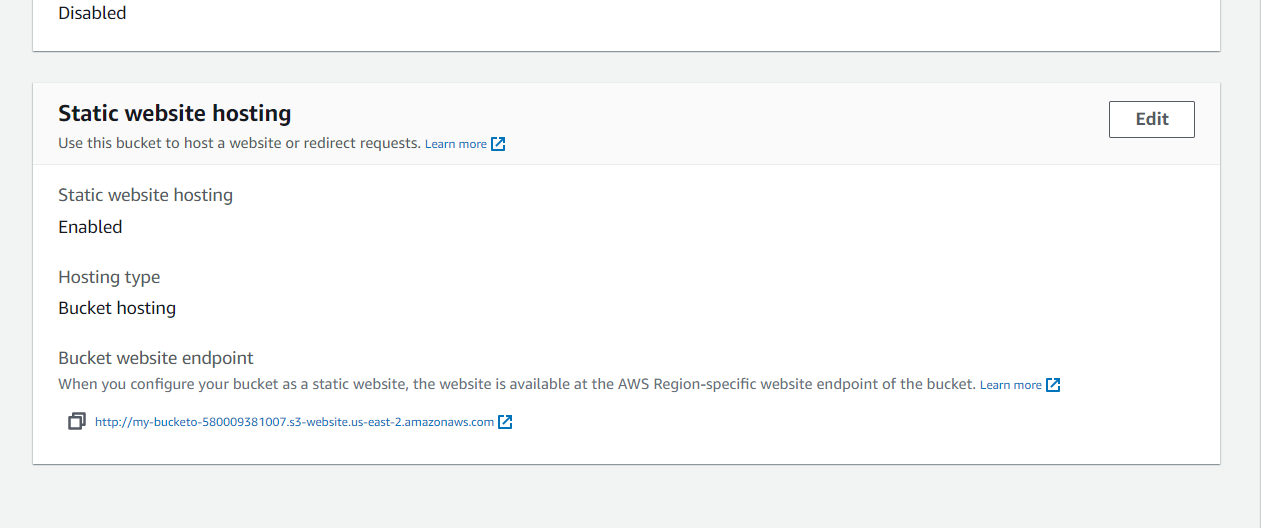 Disabled
Static website hosting
Edit
Use this bucket to host a website or redirect requests. Learn more
Static website hosting
Enabled
Hosting type
Bucket hosting
Bucket website endpoint
When you configure your bucket as a static website, the website is available at the AWS Region-specific website endpoint of the bucket. Learn more
http://my-bucketo-580009381007.s3-website.us-east-2.amazonaws.com